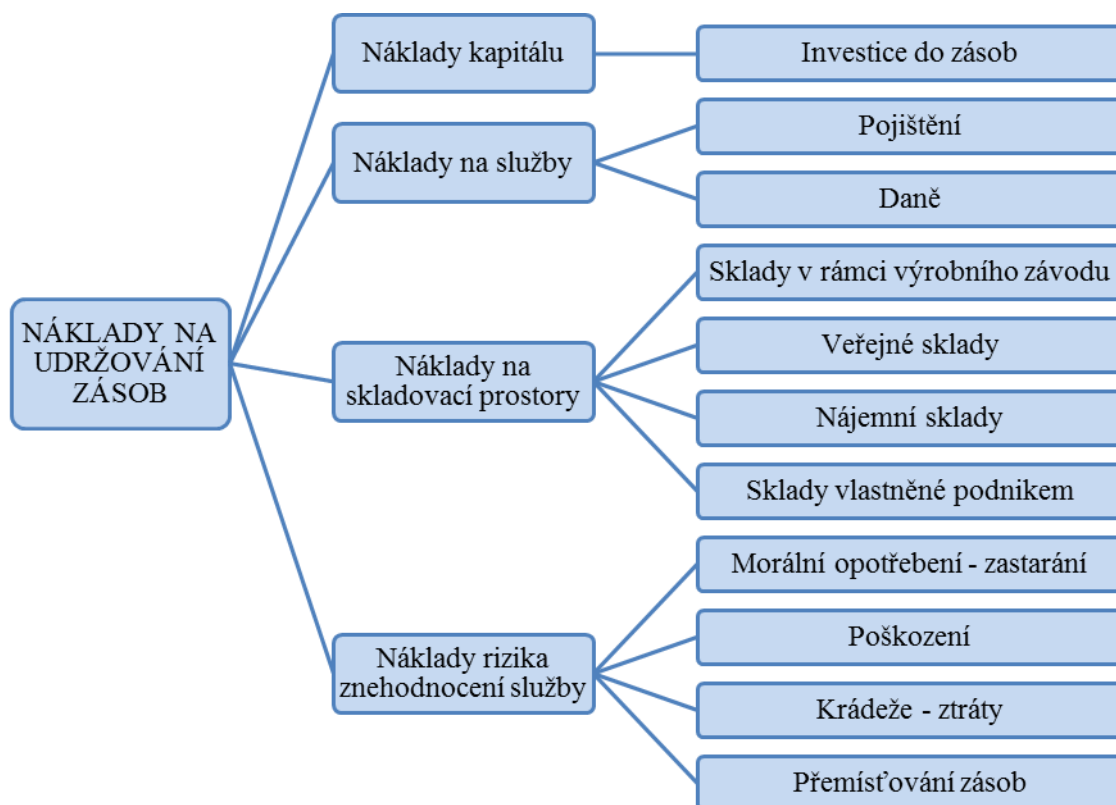 Náklady kapitálu
Investice do zásob
Náklady na služby
Pojištění
Daně
NÁKLADY NA
UDRŽOVÁNÍ
ZÁSOB
Náklady na
skladovací prostory
Sklady v rámci výrobního závodu
Veřejné sklady
Nájemní sklady
Sklady vlastněné podnikem
Náklady rizika
znehodnocení služby
Morální opotřebení - zastarání
Poškození
Krádeže - ztráty
Přemísťování zásob